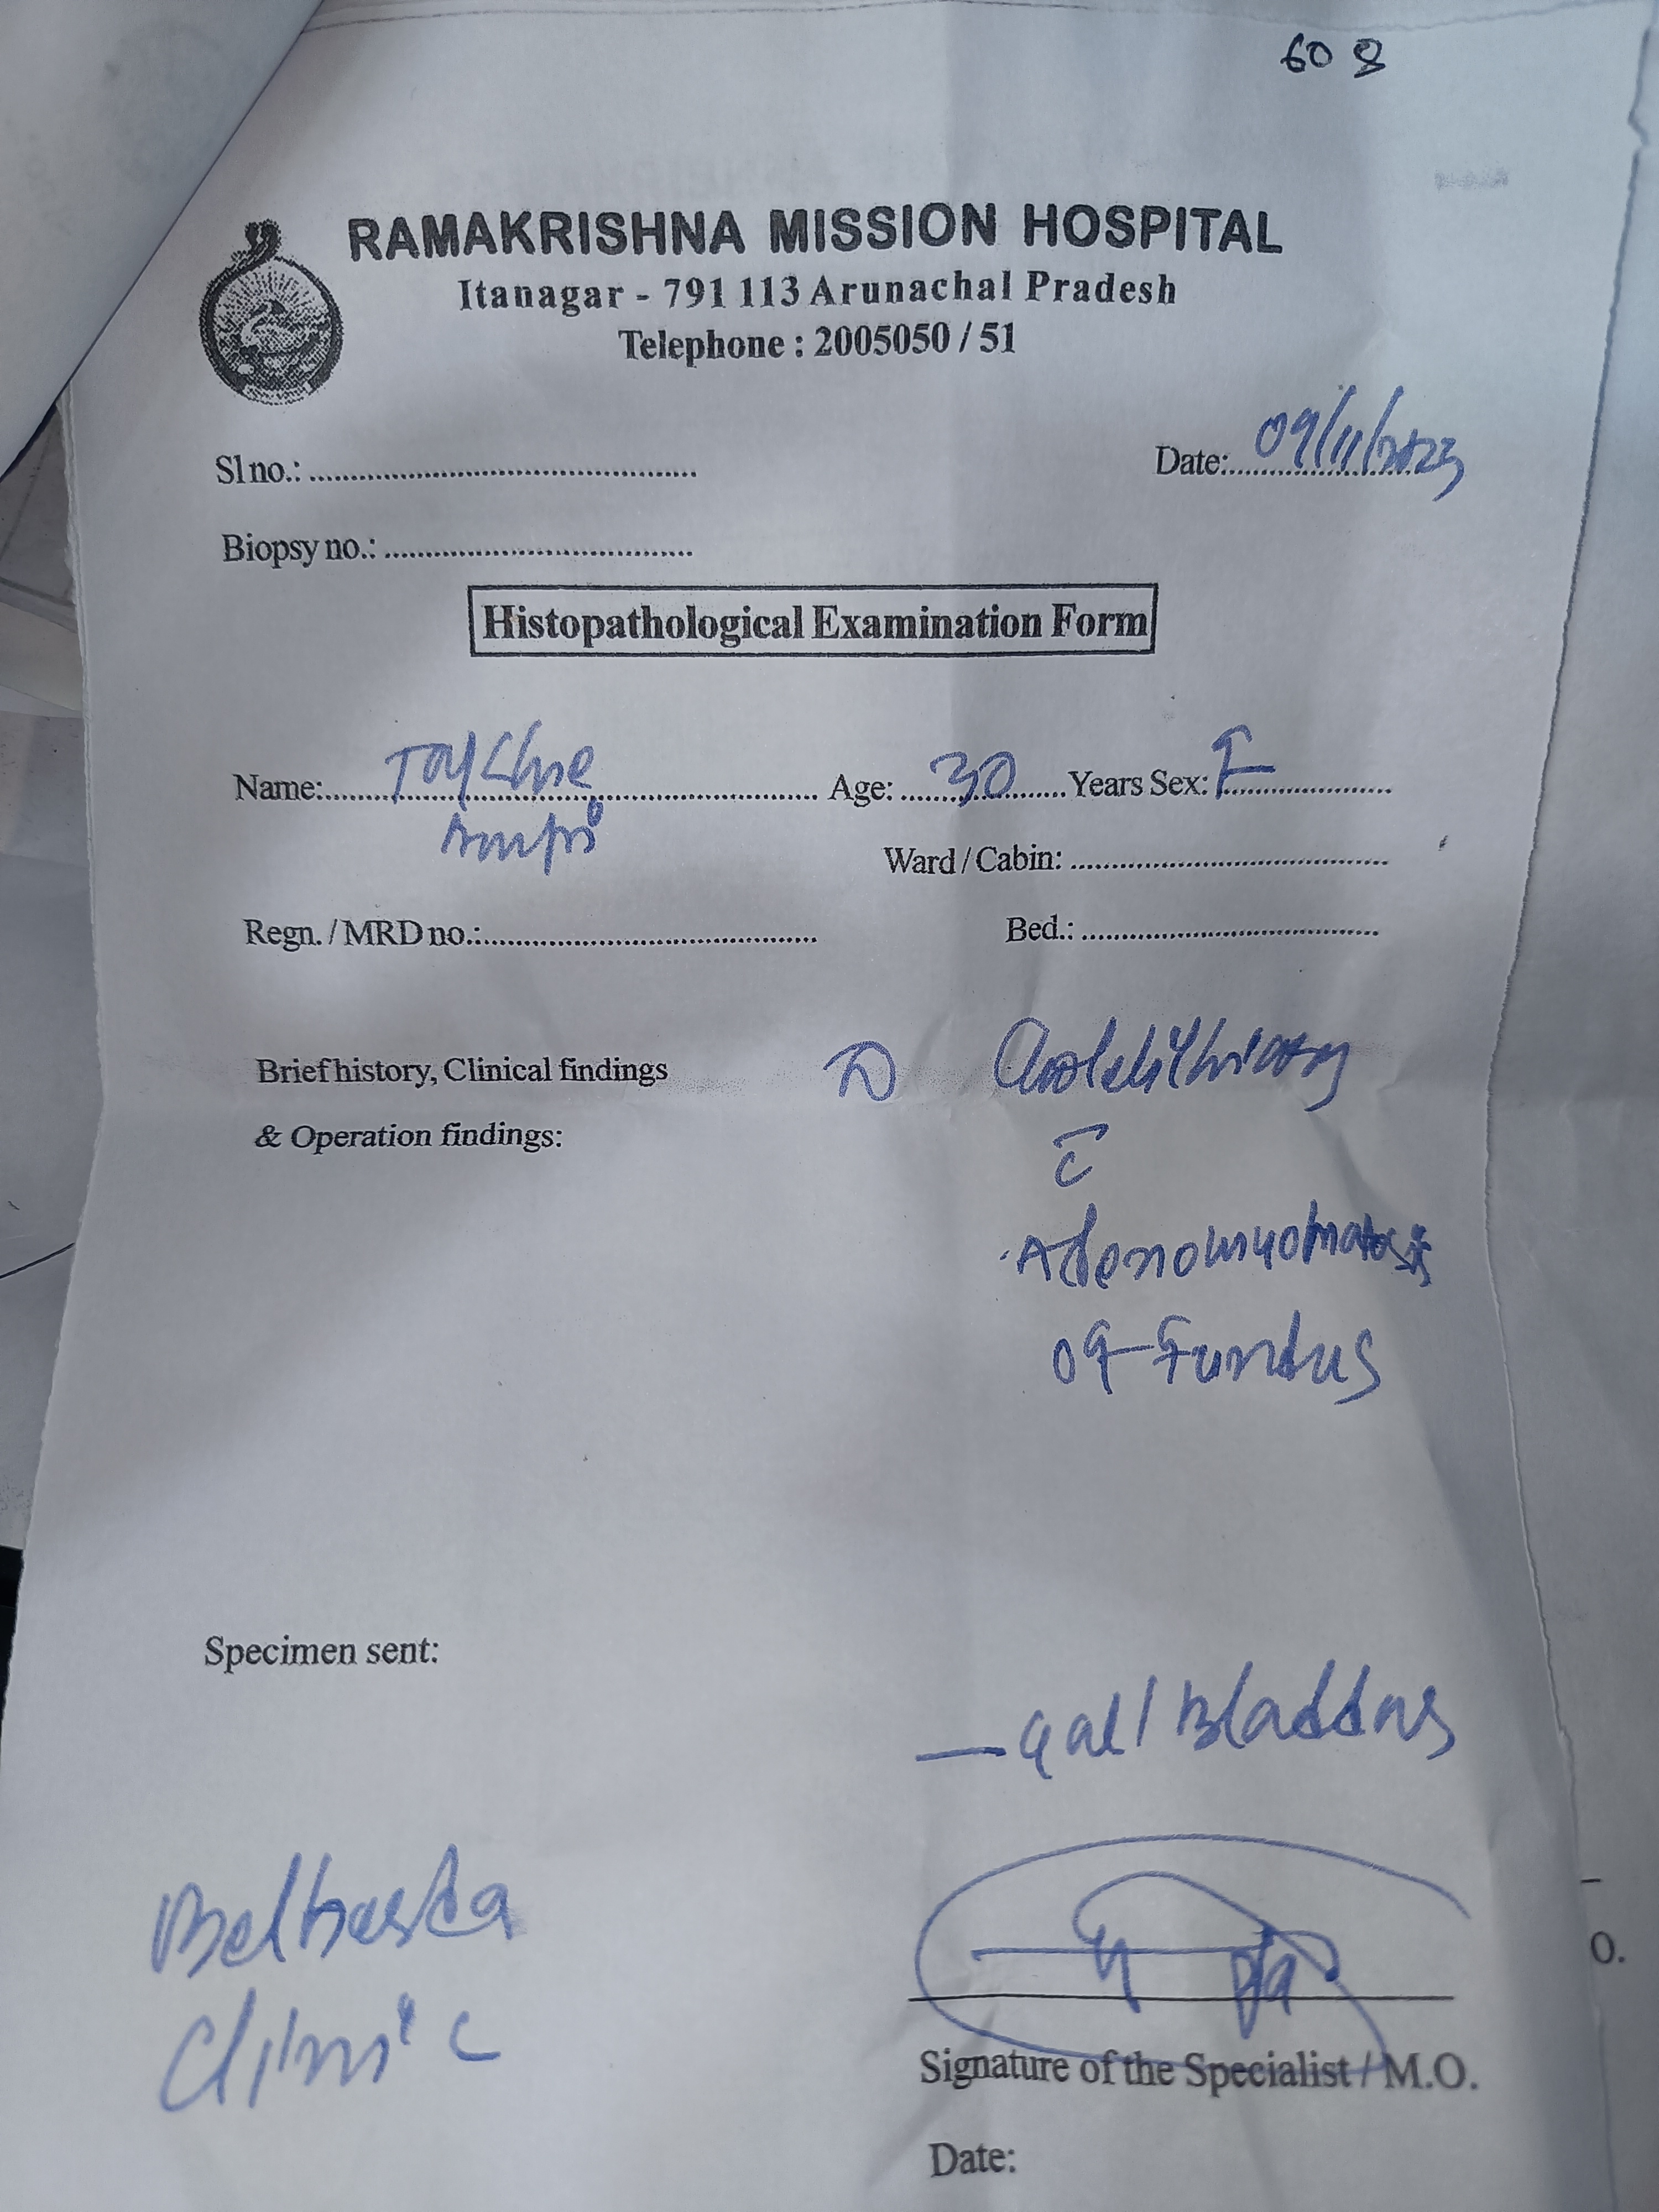 60 8
RAMAKRISHNA MISSION HOSPITAL
Itanagar - 791 113 Arunachal Pradesh
Telephone : 2005050 / 51
Sl no.: Date: 09/11/2023
Biopsy no.:
Histopathological Examination Form
Name: Age: 30 Years Sex: F
Ward / Cabin:
Regn. / MRD no.: Bed.:
Brief history, Clinical findings
& Operation findings:
c̄
Adenomyomatosis
of Fundus
Specimen sent:
— Gall Bladder
Clinic
Signature of the Specialist / M.O.
O.
Date: